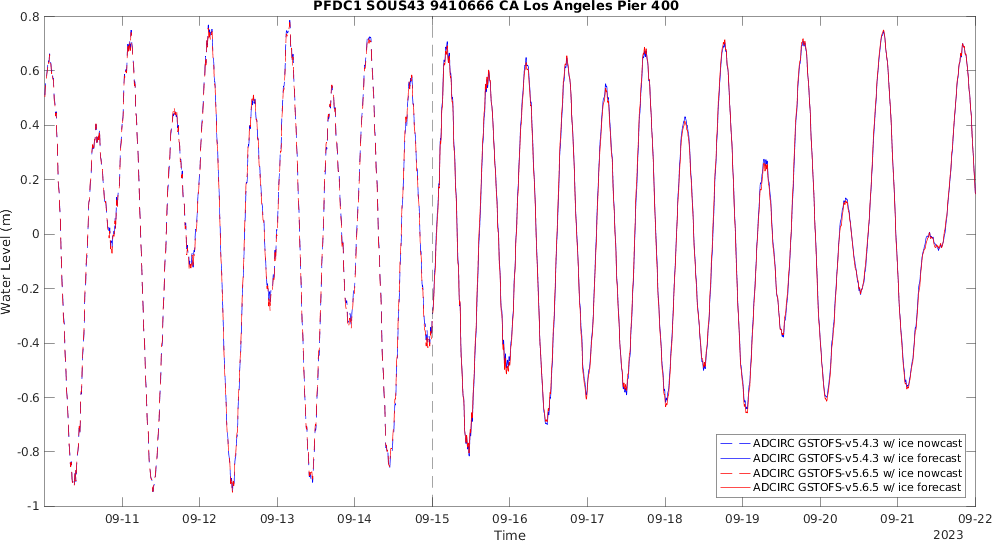 PFDC1 SOUS43 9410666 CA Los Angeles Pier 400
0.8
0.6
0.4
0.2
0
-0.2
-0.4
-0.6
-0.8
-1
Water Level (m)
09-11 09-12 09-13 09-14 09-15 09-16 09-17 09-18 09-19 09-20 09-21 09-22
Time
2023
ADCIRC GSTOFS-v5.4.3 w/ ice nowcast
ADCIRC GSTOFS-v5.4.3 w/ ice forecast
ADCIRC GSTOFS-v5.6.5 w/ ice nowcast
ADCIRC GSTOFS-v5.6.5 w/ ice forecast